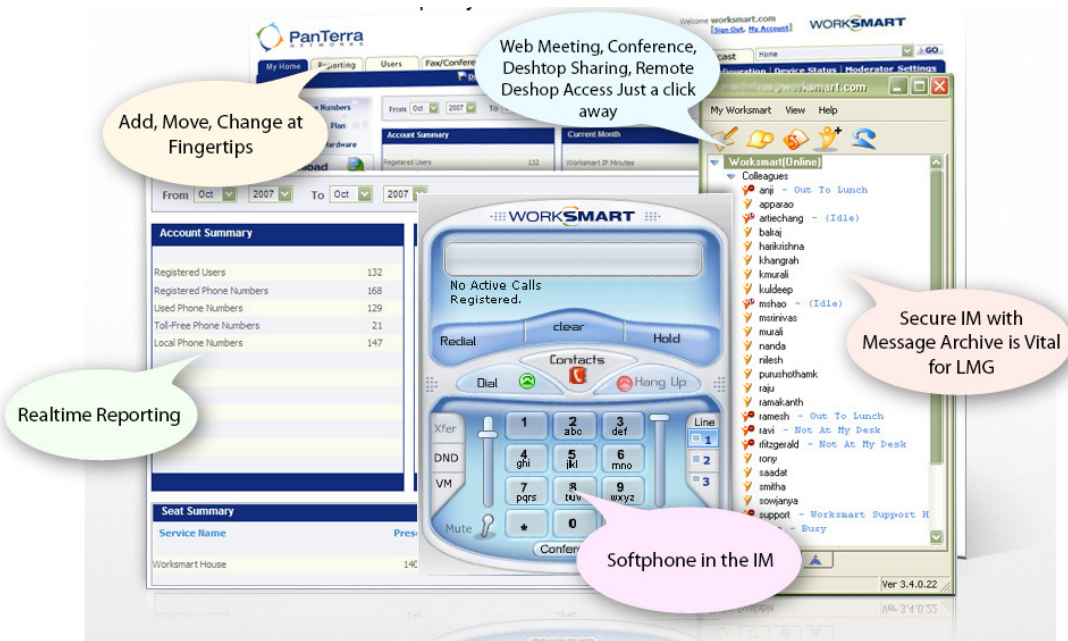 PanTerra
NETWORKS
Welcome worksmart.com
[Sign Out, My Account]
WORKSMART
My Home
Reporting
Users
Fax/Confere
cast
Home
GO
Device Status | Moderator Settings
Web Meeting, Conference,
Deshtop Sharing, Remote
Deshop Access Just a click
away
Add, Move, Change at
Fingertips
Numbers
Plan
Hardware
From Oct 2007 To
Account Summary
Current Month
Registered Users 132
Worksmart IP Minutes
From Oct 2007 To Oct 2007
Account Summary
Registered Users 132
Registered Phone Numbers 168
Used Phone Numbers 129
Toll-Free Phone Numbers 21
Local Phone Numbers 147
Realtime Reporting
Seat Summary
Service Name
Worksmart House 140
WORKSMART
No Active Calls
Registered.
Redial
clear
Hold
Contacts
Dial
Hang Up
Xfer
DND
VM
Mute
1
2 abc
3 def
4 ghi
5 jkl
6 mno
7 pqrs
8 tuv
9 wxyz
*
0
Line
1
2
3
Softphone in the IM
worksmart.com
My Worksmart View Help
Worksmart(Online)
Colleagues
anji - Out To Lunch
apparao
artiechang - (Idle)
balraj
harikrishna
khangrah
kmurali
kuldeep
mshao - (Idle)
msrinivas
murali
nanda
nilesh
purushothamk
raju
ramakanth
ramesh - Out To Lunch
ravi - Not At My Desk
rfitzgerald - Not At My Desk
rony
saadat
smitha
sowjanya
support - Worksmart Support H
- Busy
Ver 3.4.0.22
Secure IM with
Message Archive is Vital
for LMG